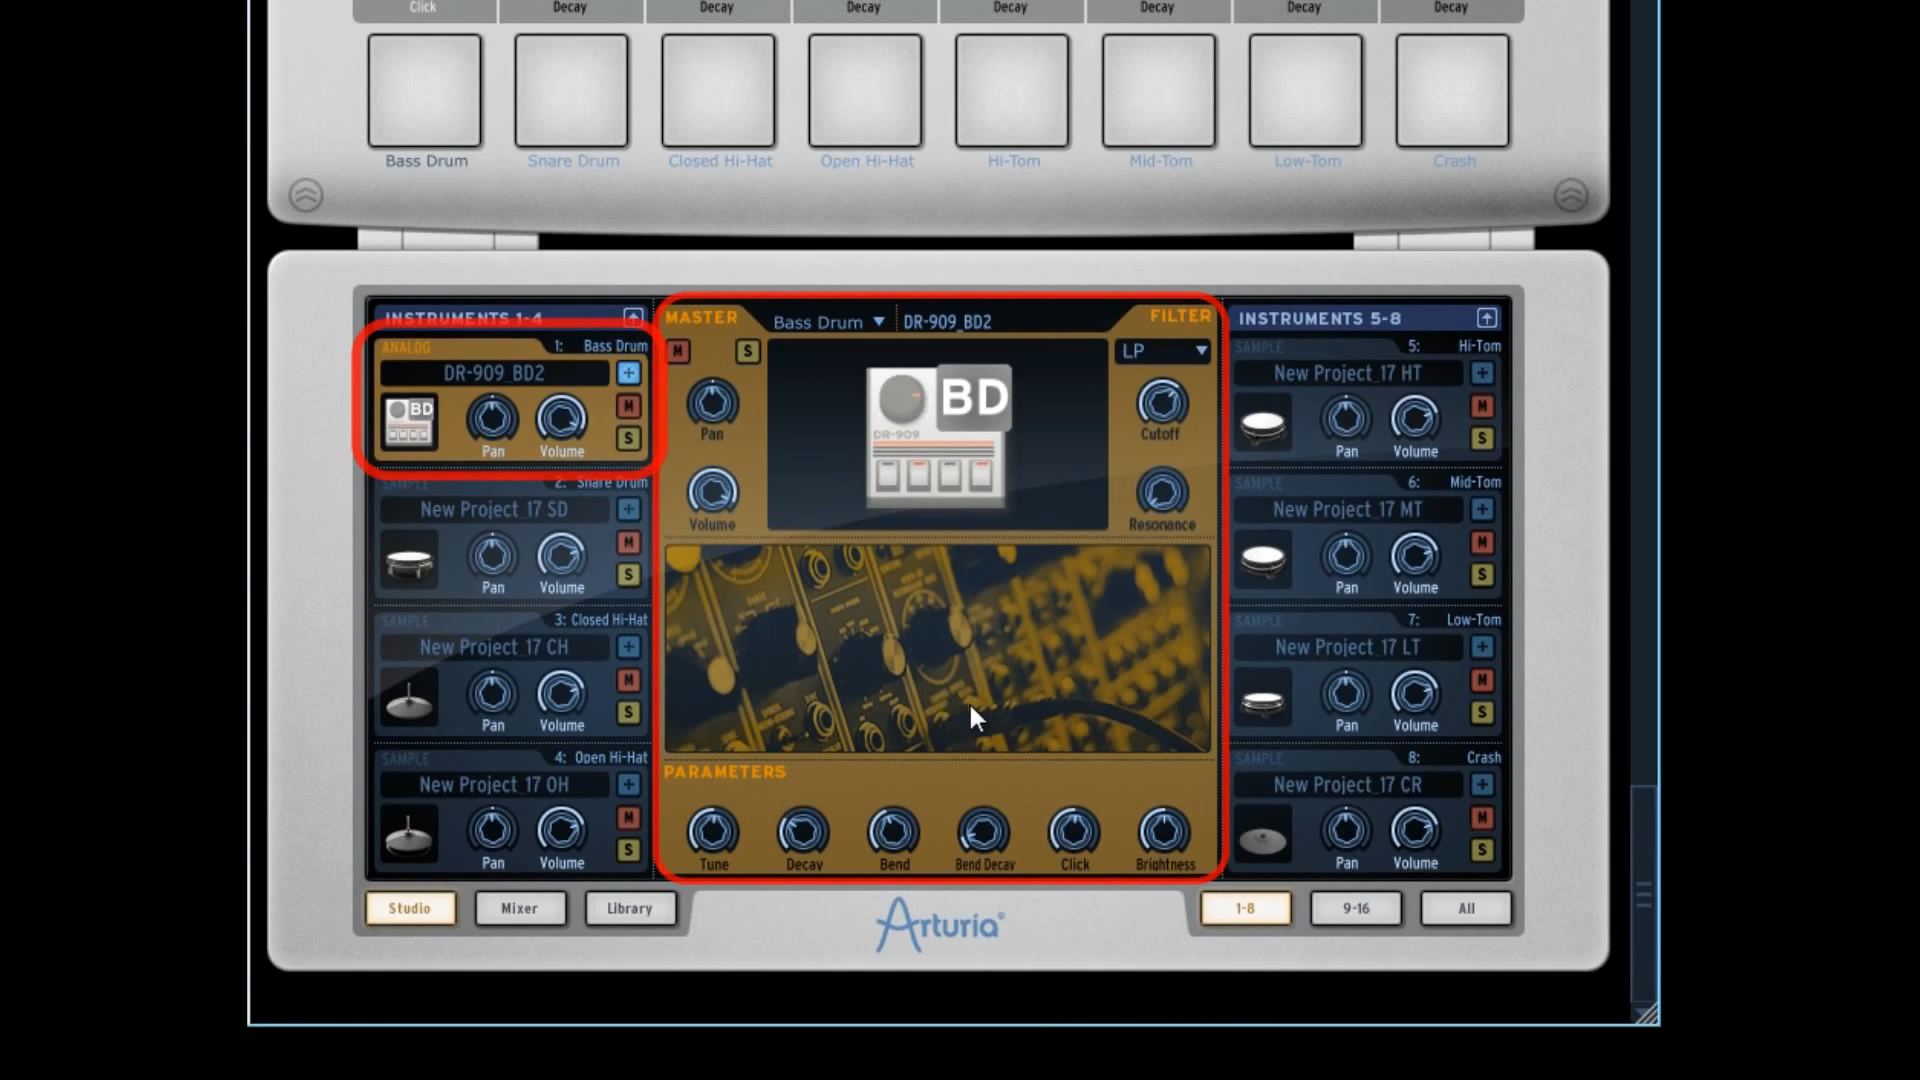 Click Decay Decay Decay Decay Decay Decay Decay
Bass Drum Snare Drum Closed Hi-Hat Open Hi-Hat Hi-Tom Mid-Tom Low-Tom Crash
INSTRUMENTS 1-4
ANALOG 1: Bass Drum
DR-909_BD2 +
BD
M
S
Pan Volume
SAMPLE 2: Snare Drum
New Project_17 SD +
M
S
Pan Volume
SAMPLE 3: Closed Hi-Hat
New Project_17 CH +
M
S
Pan Volume
SAMPLE 4: Open Hi-Hat
New Project_17 OH +
M
S
Pan Volume
MASTER Bass Drum DR-909_BD2 FILTER
M S LP
BD
DR-909
Pan Cutoff
Volume Resonance
PARAMETERS
Tune Decay Bend Bend Decay Click Brightness
INSTRUMENTS 5-8
SAMPLE 5: Hi-Tom
New Project_17 HT +
M
S
Pan Volume
SAMPLE 6: Mid-Tom
New Project_17 MT +
M
S
Pan Volume
SAMPLE 7: Low-Tom
New Project_17 LT +
M
S
Pan Volume
SAMPLE 8: Crash
New Project_17 CR +
M
S
Pan Volume
Studio Mixer Library
Arturia®
1-8 9-16 All